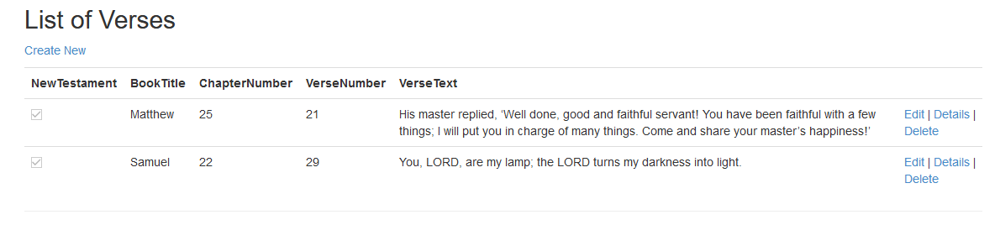 List of Verses
Create New
NewTestament BookTitle ChapterNumber VerseNumber VerseText
Matthew 25 21 His master replied, ‘Well done, good and faithful servant! You have been faithful with a few Edit | Details |
things; I will put you in charge of many things. Come and share your master’s happiness!’ Delete
Samuel 22 29 You, LORD, are my lamp; the LORD turns my darkness into light. Edit | Details |
Delete